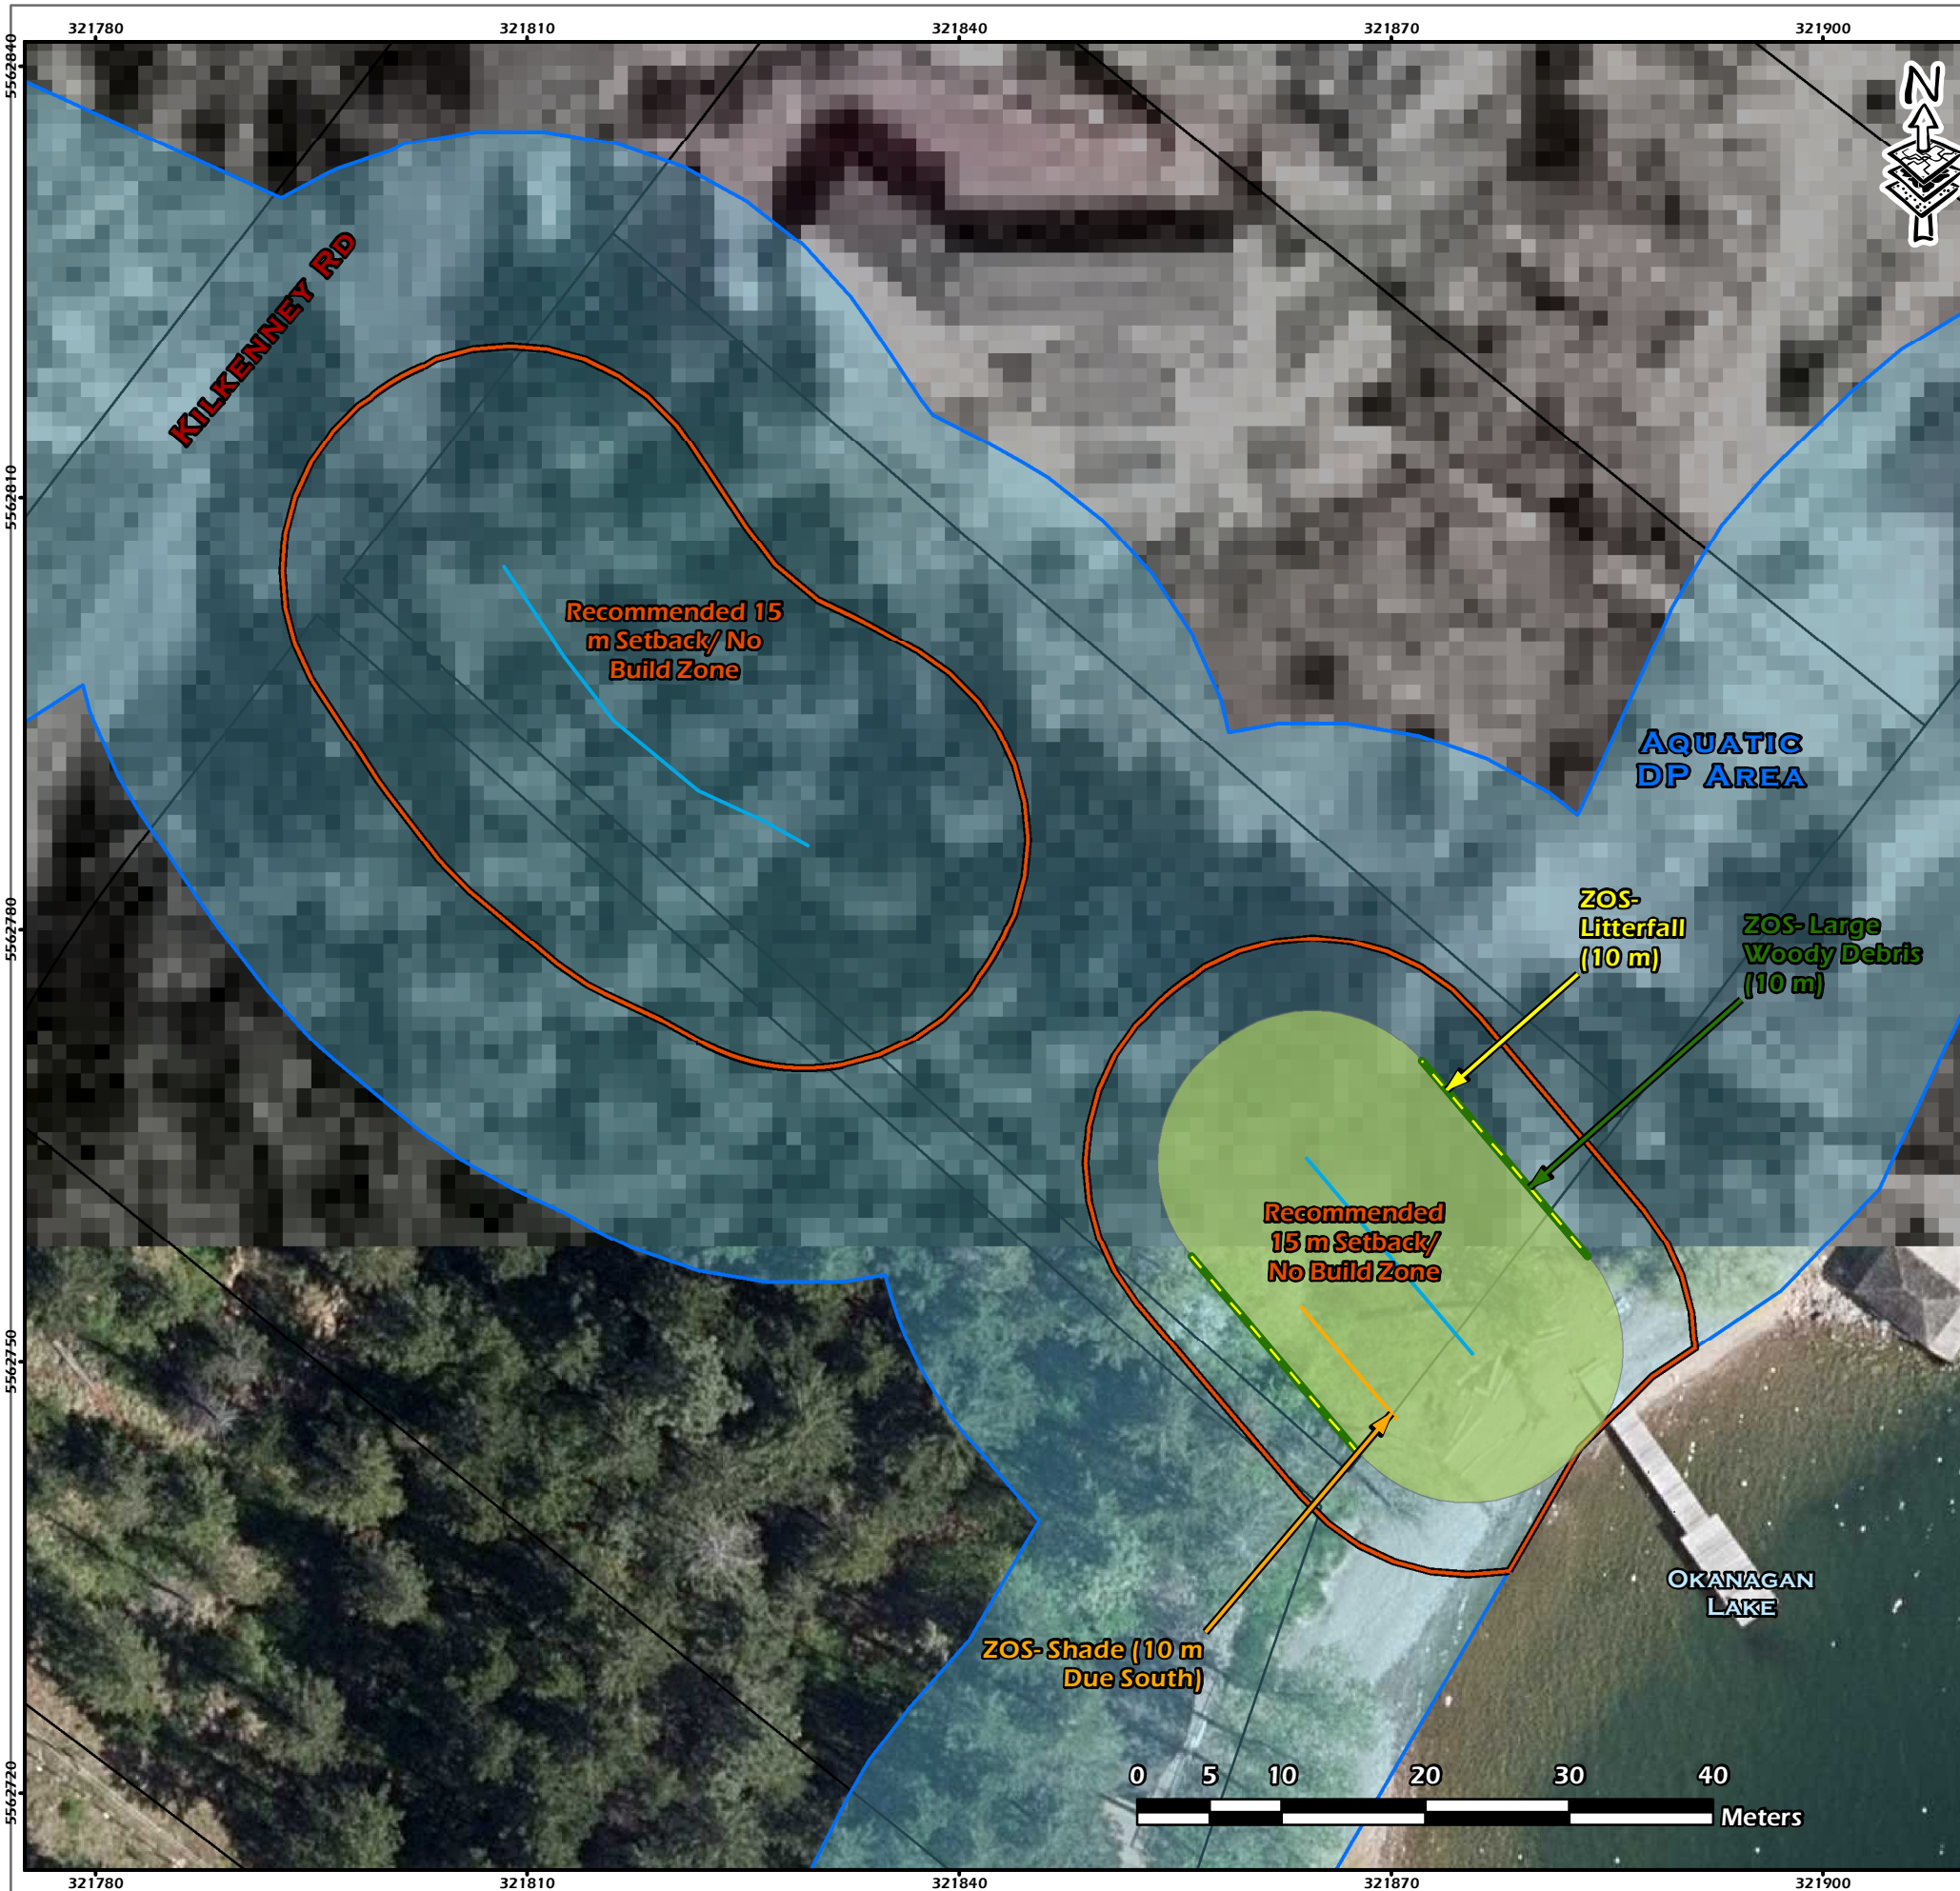 321780
321810
321840
321870
321900
5562840
N
KILKENNEY RD
5562810
Recommended 15
m Setback/ No
Build Zone
AQUATIC
DP AREA
5562780
ZOS-
Litterfall
(10 m)
ZOS- Large
Woody Debris
(10 m)
Recommended
15 m Setback/
No Build Zone
5562750
OKANAGAN
LAKE
ZOS- Shade (10 m
Due South)
5562720
0 5 10 20 30 40
Meters
321780
321810
321840
321870
321900